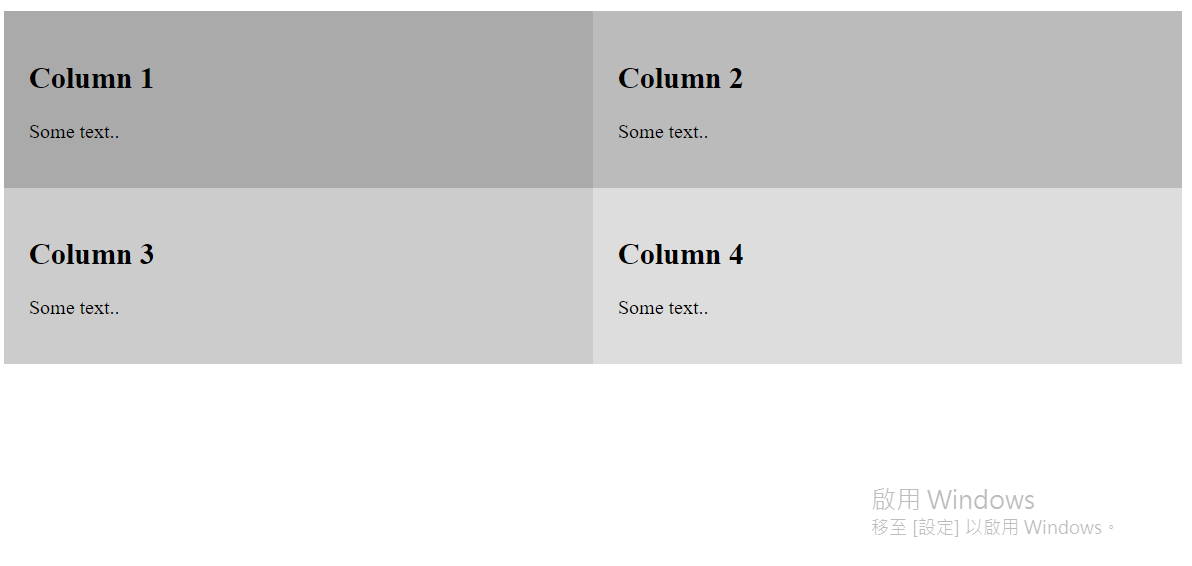 Column 1
Column 2
Some text..
Some text..
Column 3
Column 4
Some text..
Some text..
啟用 Windows
移至 [設定] 以啟用 Windows。